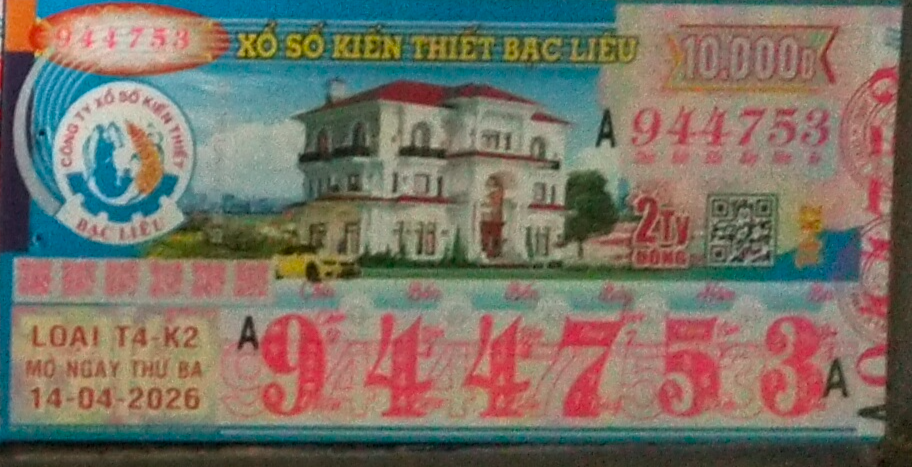 944753
XỔ SỐ KIẾN THIẾT BẠC LIÊU
10.000đ
CÔNG TY XỔ SỐ KIẾN THIẾT
BẠC LIÊU
A 944753
2 Tỷ
ĐỒNG
LOẠI T4-K2
MỞ NGÀY THỨ BA
14-04-2026
A 944753 A